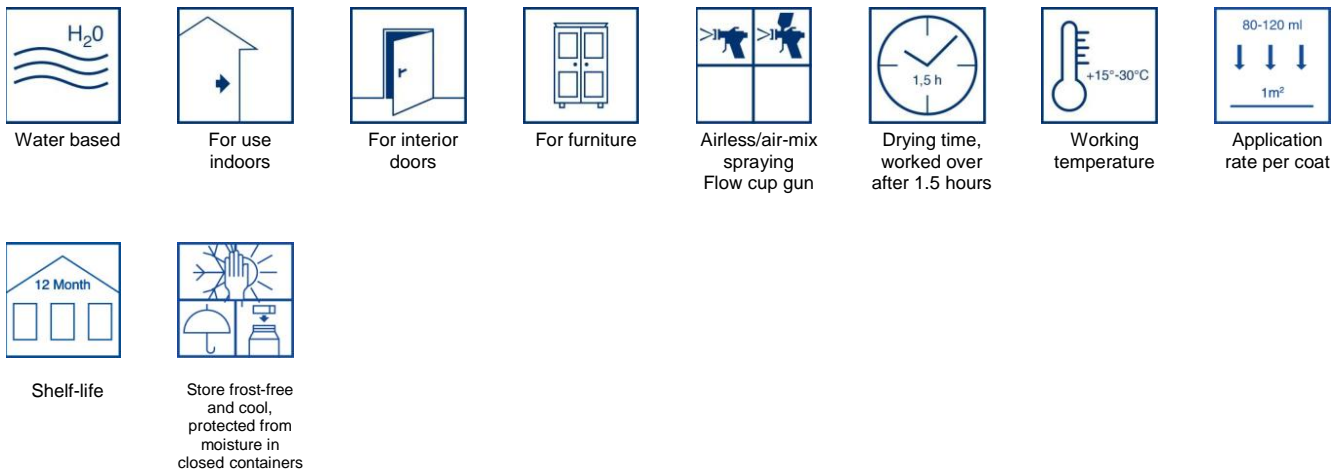 H₂0
1,5 h
+15°-30°C
80-120 ml
1m²
Water based
For use
indoors
For interior
doors
For furniture
Airless/air-mix
spraying
Flow cup gun
Drying time,
worked over
after 1.5 hours
Working
temperature
Application
rate per coat
12 Month
Shelf-life
Store frost-free
and cool,
protected from
moisture in
closed containers